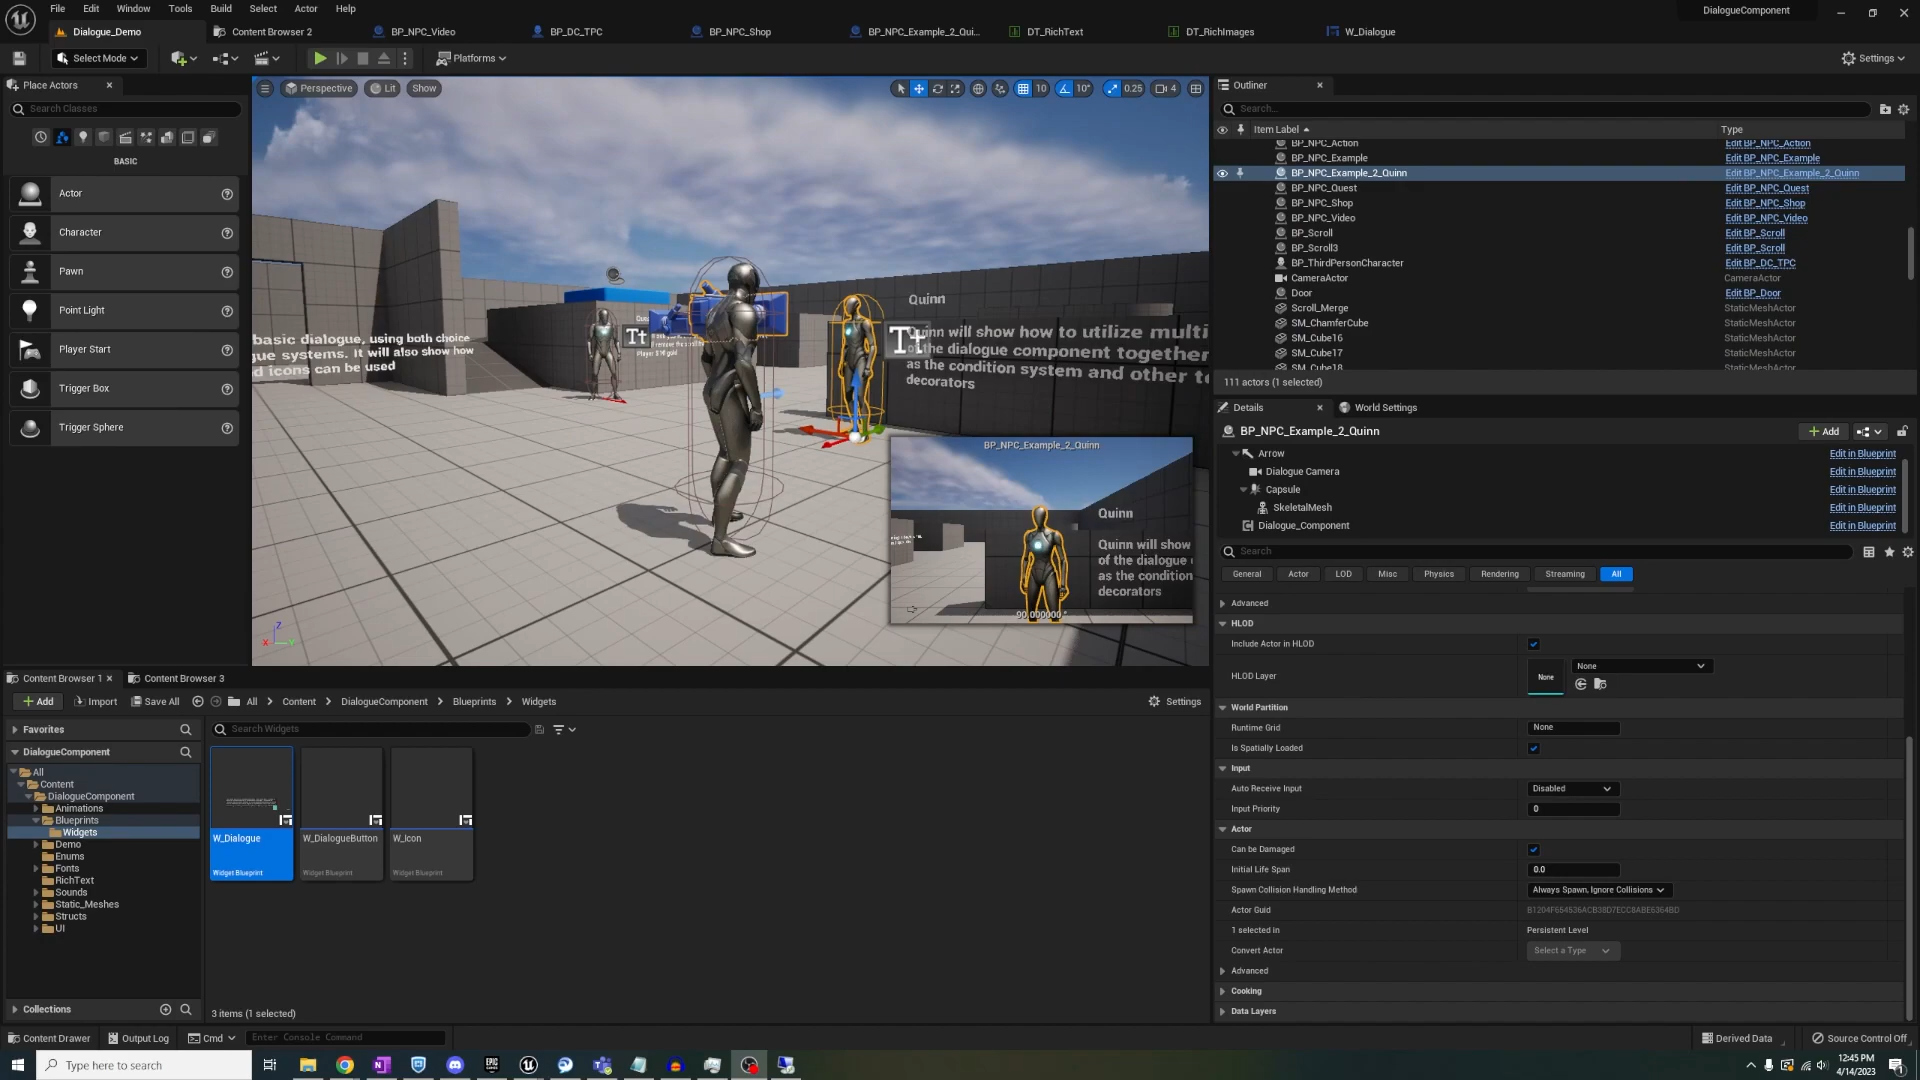 File Edit Window Tools Build Select Actor Help
DialogueComponent
Dialogue_Demo
Content Browser 2
BP_NPC_Video
BP_DC_TPC
BP_NPC_Shop
BP_NPC_Example_2_Qui...
DT_RichText
DT_RichImages
W_Dialogue
Select Mode
Platforms
Settings
Place Actors
Search Classes
BASIC
Actor
Character
Pawn
Point Light
Player Start
Trigger Box
Trigger Sphere
Perspective
Lit
Show
10
10°
0.25
4
basic dialogue, using both choice
gue systems. It will also show how
d icons can be used
Player $1K gold
Tt
Quinn
Quinn will show how to utilize multi
of the dialogue component together
as the condition system and other t
decorators
BP_NPC_Example_2_Quinn
Quinn
Quinn will show
of the dialogue
as the condition
decorators
90.000000 °
Z
X
Y
Outliner
Search...
Item Label
Type
BP_NPC_Action Edit BP_NPC_Action
BP_NPC_Example Edit BP_NPC_Example
BP_NPC_Example_2_Quinn Edit BP_NPC_Example_2_Quinn
BP_NPC_Quest Edit BP_NPC_Quest
BP_NPC_Shop Edit BP_NPC_Shop
BP_NPC_Video Edit BP_NPC_Video
BP_Scroll Edit BP_Scroll
BP_Scroll3 Edit BP_Scroll
BP_ThirdPersonCharacter Edit BP_DC_TPC
CameraActor CameraActor
Door Edit BP_Door
Scroll_Merge StaticMeshActor
SM_ChamferCube StaticMeshActor
SM_Cube16 StaticMeshActor
SM_Cube17 StaticMeshActor
SM_Cube18 StaticMeshActor
111 actors (1 selected)
Details
World Settings
BP_NPC_Example_2_Quinn
Add
Arrow Edit in Blueprint
Dialogue Camera Edit in Blueprint
Capsule Edit in Blueprint
SkeletalMesh Edit in Blueprint
Dialogue_Component Edit in Blueprint
Search
General Actor LOD Misc Physics Rendering Streaming All
Advanced
HLOD
Include Actor in HLOD
HLOD Layer
None
None
World Partition
Runtime Grid None
Is Spatially Loaded
Input
Auto Receive Input Disabled
Input Priority 0
Actor
Can be Damaged
Initial Life Span 0.0
Spawn Collision Handling Method Always Spawn, Ignore Collisions
Actor Guid B1204F654536ACB38D7ECC8ABE6364BD
1 selected in Persistent Level
Convert Actor Select a Type
Advanced
Cooking
Data Layers
Content Browser 1
Content Browser 3
Add
Import
Save All
All > Content > DialogueComponent > Blueprints > Widgets
Settings
Favorites
Search Widgets
DialogueComponent
All
Content
DialogueComponent
Animations
Blueprints
Widgets
Demo
Enums
Fonts
RichText
Sounds
Static_Meshes
Structs
UI
Collections
W_Dialogue
Widget Blueprint
W_DialogueButton
Widget Blueprint
W_Icon
Widget Blueprint
3 items (1 selected)
Content Drawer
Output Log
Cmd
Enter Console Command
Derived Data
Source Control Off
Type here to search
12:45 PM
4/14/2023